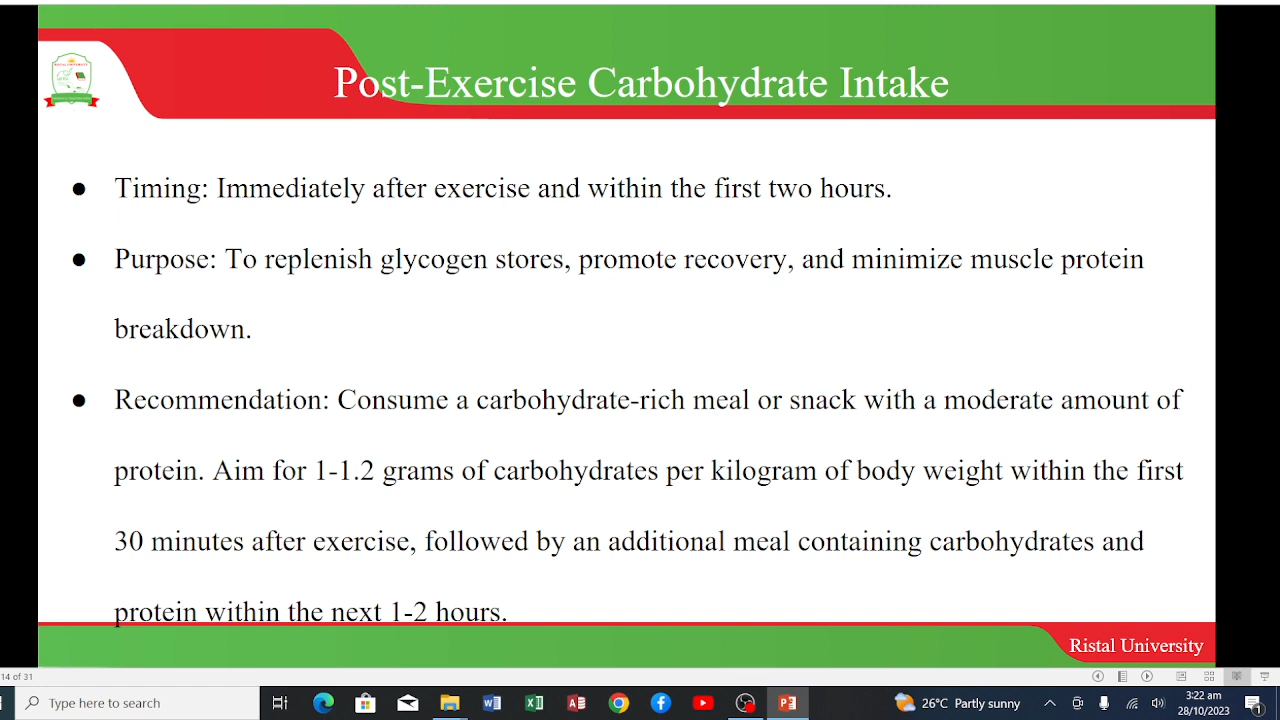 Post-Exercise Carbohydrate Intake
● Timing: Immediately after exercise and within the first two hours.
● Purpose: To replenish glycogen stores, promote recovery, and minimize muscle protein
breakdown.
● Recommendation: Consume a carbohydrate-rich meal or snack with a moderate amount of
protein. Aim for 1-1.2 grams of carbohydrates per kilogram of body weight within the first
30 minutes after exercise, followed by an additional meal containing carbohydrates and
protein within the next 1-2 hours.
Ristal University
14 of 31
Type here to search
26°C Partly sunny
3:22 am
28/10/2023
1